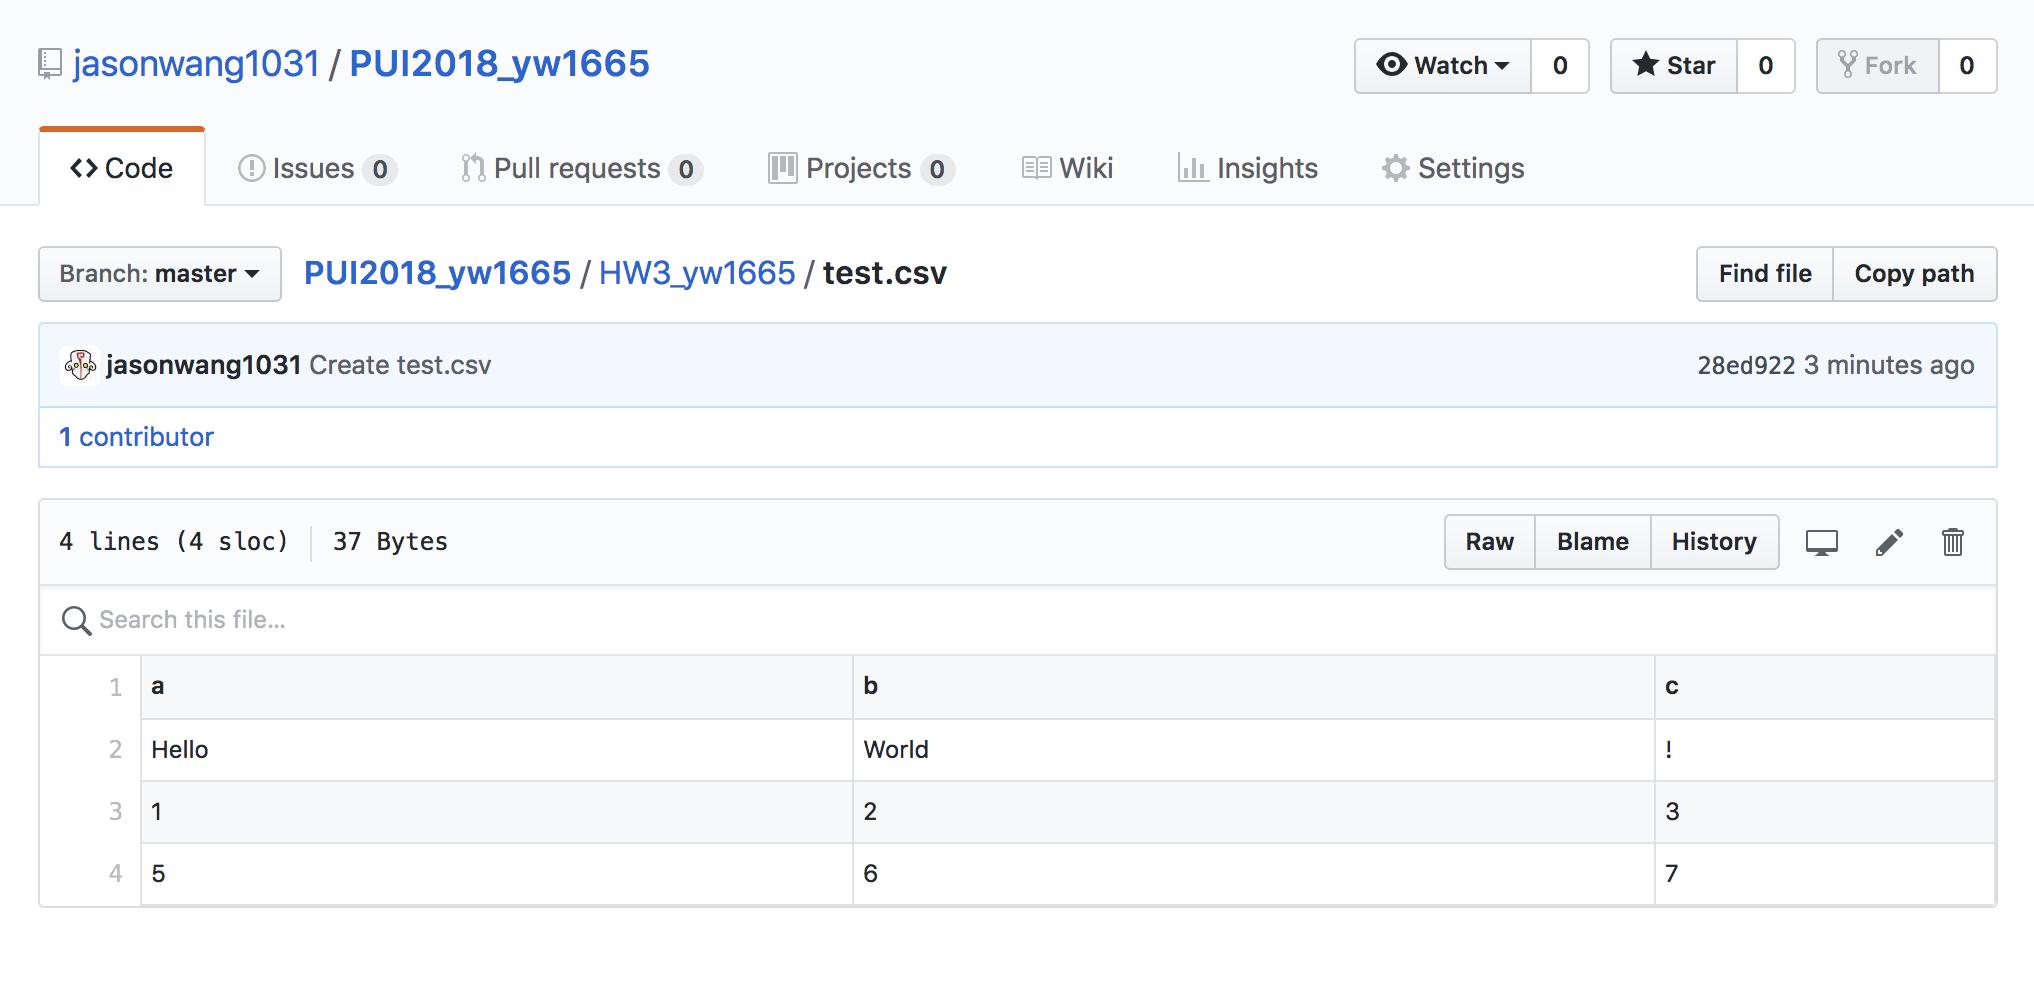 jasonwang1031 / PUI2018_yw1665 Watch 0 Star 0 Fork 0
Code Issues 0 Pull requests 0 Projects 0 Wiki Insights Settings
Branch: master PUI2018_yw1665 / HW3_yw1665 / test.csv Find file Copy path
jasonwang1031 Create test.csv 28ed922 3 minutes ago
1 contributor
4 lines (4 sloc) 37 Bytes Raw Blame History
Search this file...
1 a b c
2 Hello World !
3 1 2 3
4 5 6 7